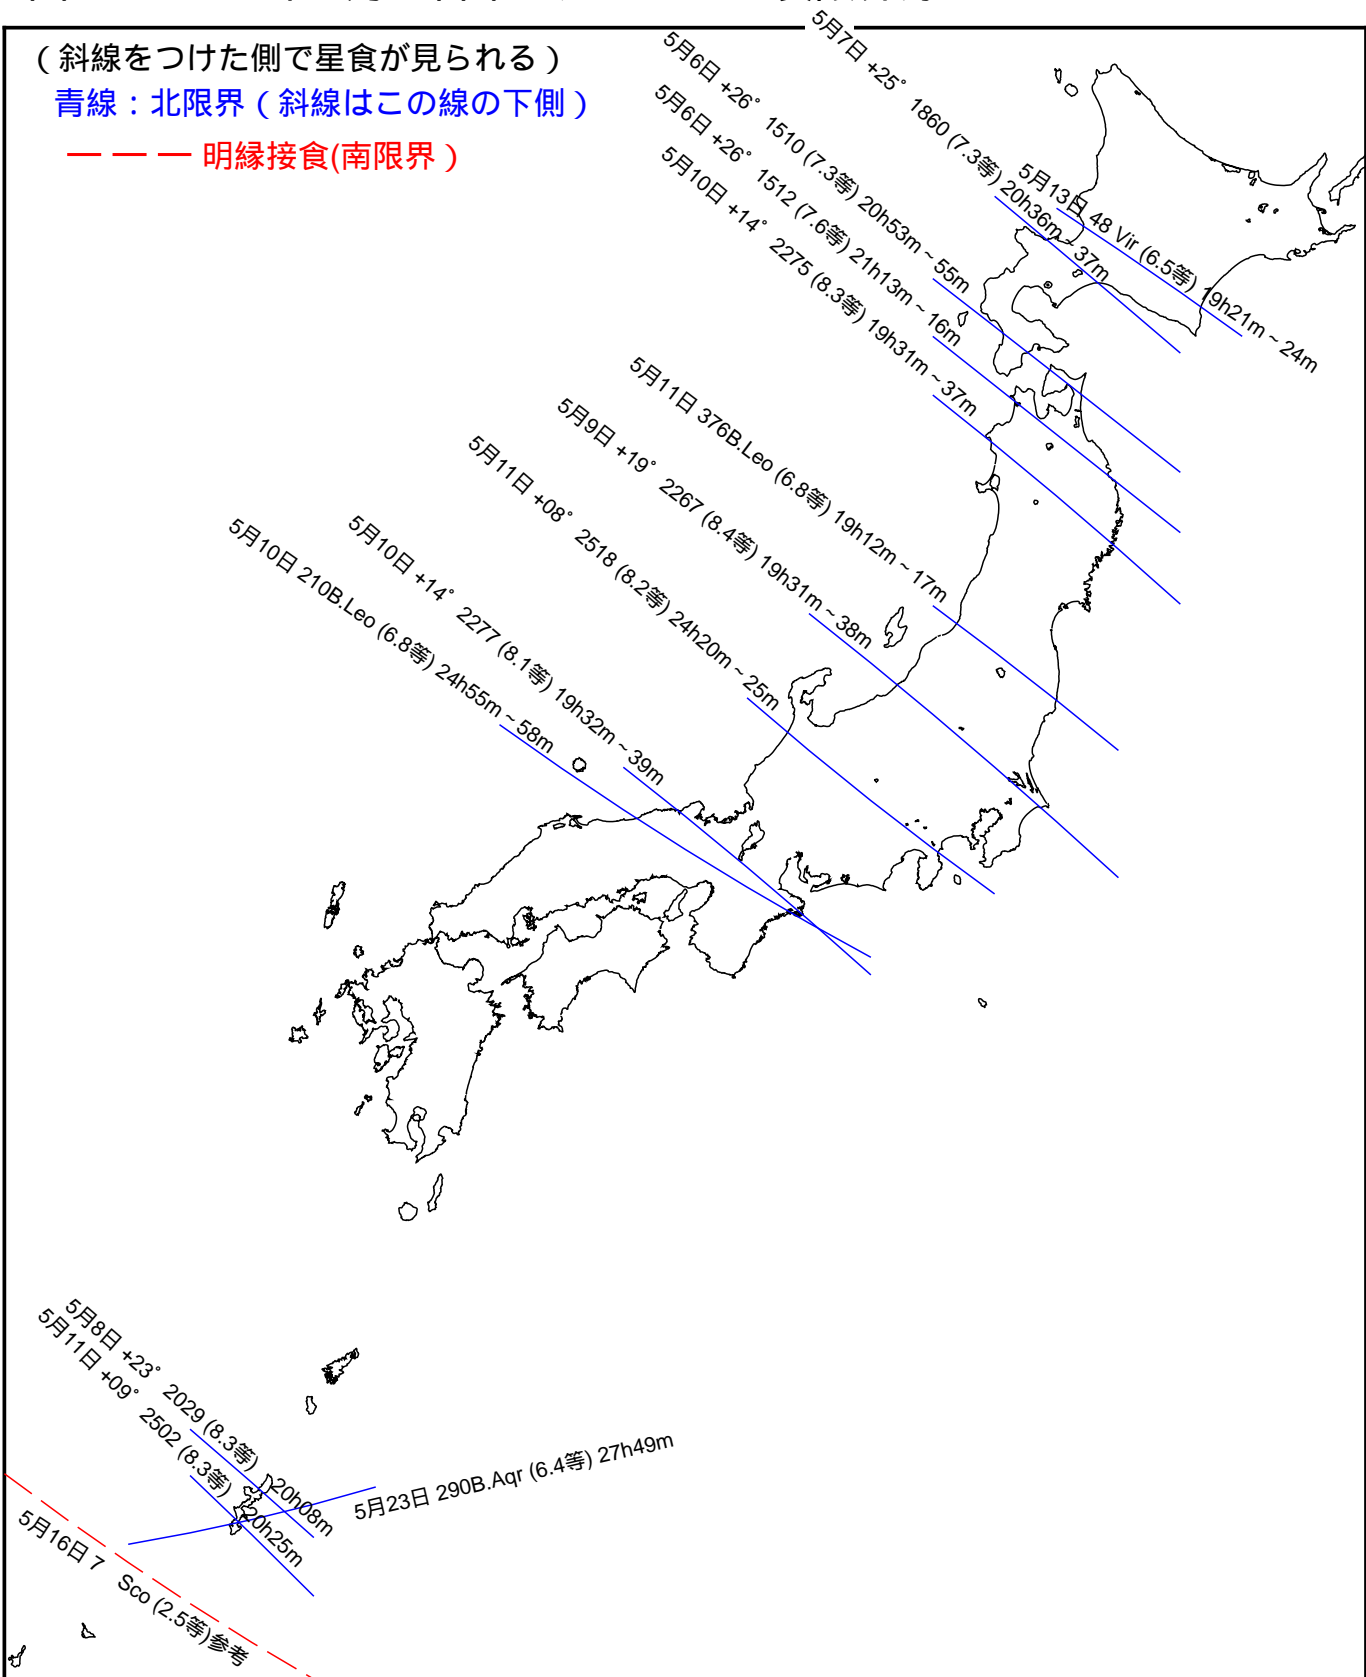 （斜線をつけた側で星食が見られる）
青線：北限界（斜線はこの線の下側）
― ― ― 明縁接食(南限界）
5月7日 +25° 1860 (7.3等) 20h36m ~ 37m
5月6日 +26° 1510 (7.3等) 20h53m ~ 55m
5月6日 +26° 1512 (7.6等) 21h13m ~ 16m
5月10日 +14° 2275 (8.3等) 19h31m ~ 37m
5月13日 48 Vir (6.5等) 19h21m ~ 24m
5月11日 376B.Leo (6.8等) 19h12m ~ 17m
5月9日 +19° 2267 (8.4等) 19h31m ~ 38m
5月11日 +08° 2518 (8.2等) 24h20m ~ 25m
5月10日 +14° 2277 (8.1等) 19h32m ~ 39m
5月10日 210B.Leo (6.8等) 24h55m ~ 58m
5月8日 +23° 2029 (8.3等) 20h08m
5月11日 +09° 2502 (8.3等) 20h25m
5月23日 290B.Aqr (6.4等) 27h49m
5月16日 7 Sco (2.5等)参考